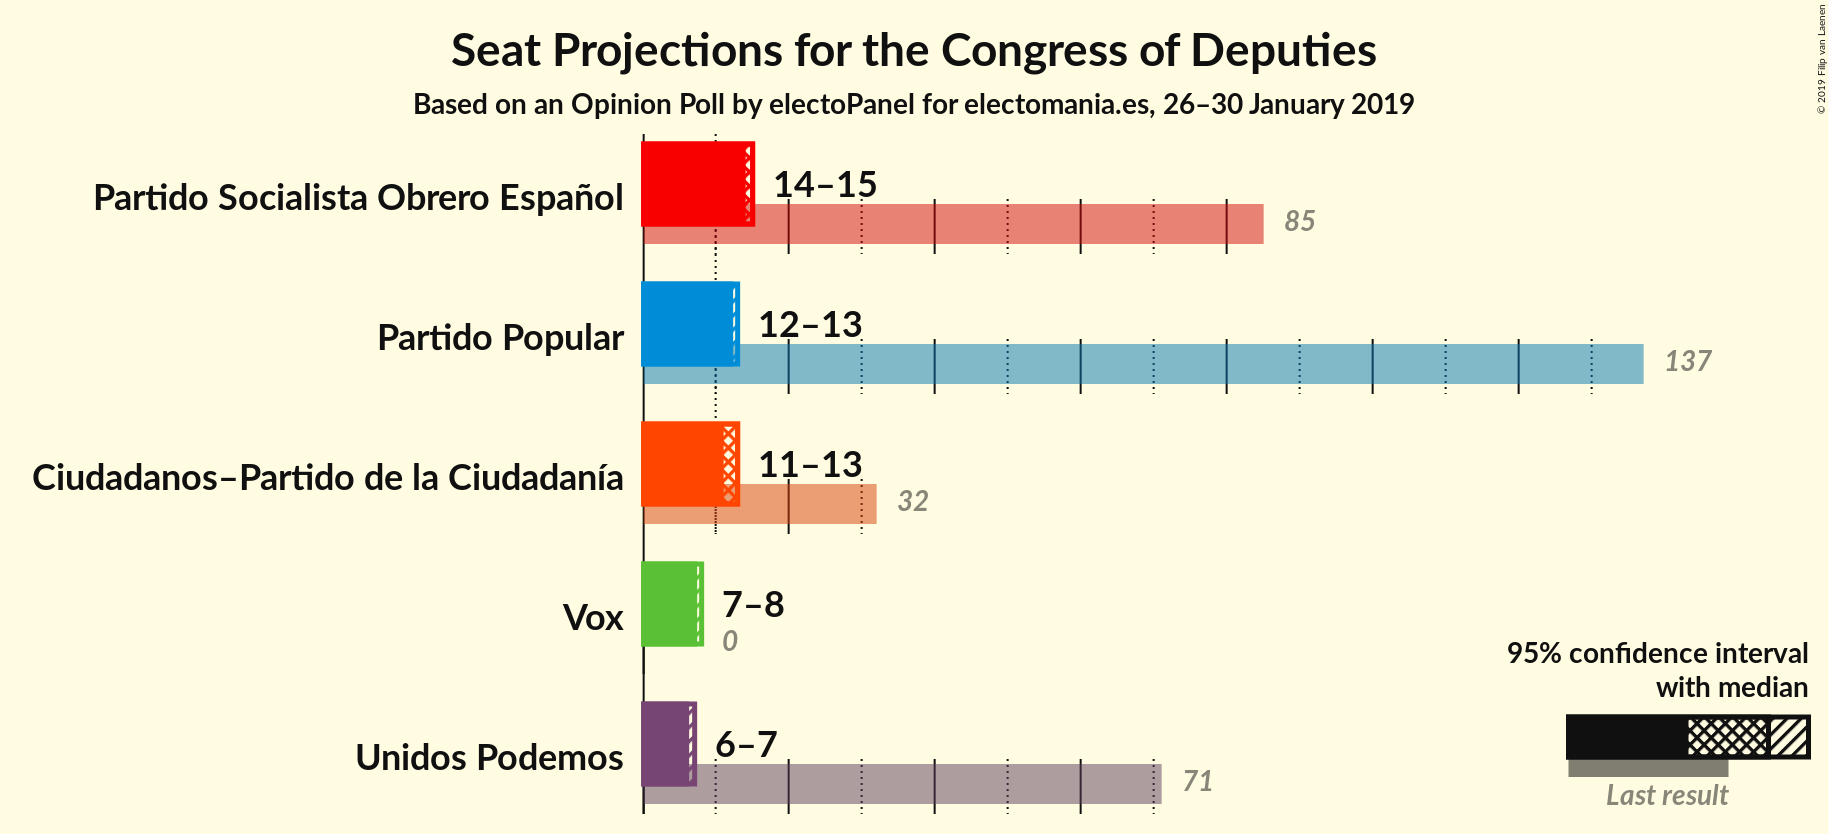 Seat Projections for the Congress of Deputies
Based on an Opinion Poll by electoPanel for electomania.es, 26–30 January 2019
© 2019 Filip van Laenen
Partido Socialista Obrero Español
14–15
85
Partido Popular
12–13
137
Ciudadanos–Partido de la Ciudadanía
11–13
32
Vox
7–8
0
Unidos Podemos
6–7
71
95% confidence interval
with median
Last result